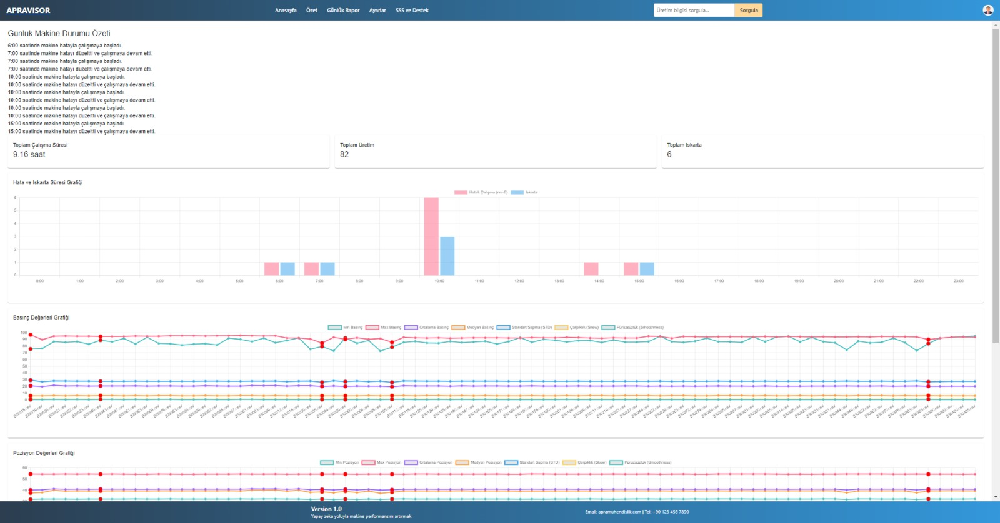 APRAVISOR
Anasayfa Özet Günlük Rapor Ayarlar SSS ve Destek
Üretim bilgisi sorgula... Sorgula
Günlük Makine Durumu Özeti
6:00 saatinde makine hatayla çalışmaya başladı.
7:00 saatinde makine hatayı düzeltti ve çalışmaya devam etti.
7:00 saatinde makine hatayla çalışmaya başladı.
7:00 saatinde makine hatayı düzeltti ve çalışmaya devam etti.
10:00 saatinde makine hatayla çalışmaya başladı.
10:00 saatinde makine hatayı düzeltti ve çalışmaya devam etti.
10:00 saatinde makine hatayla çalışmaya başladı.
10:00 saatinde makine hatayı düzeltti ve çalışmaya devam etti.
10:00 saatinde makine hatayla çalışmaya başladı.
10:00 saatinde makine hatayı düzeltti ve çalışmaya devam etti.
15:00 saatinde makine hatayla çalışmaya başladı.
15:00 saatinde makine hatayı düzeltti ve çalışmaya devam etti.
Toplam Çalışma Süresi
9.16 saat
Toplam Üretim
82
Toplam Iskarta
6
Hata ve Iskarta Süresi Grafiği
Hatalı Çalışma (nn=0) Iskarta
6
5
4
3
2
1
0
0:00 1:00 2:00 3:00 4:00 5:00 6:00 7:00 8:00 9:00 10:00 11:00 12:00 13:00 14:00 15:00 16:00 17:00 18:00 19:00 20:00 21:00 22:00 23:00
Basınç Değerleri Grafiği
Min Basınç Max Basınç Ortalama Basınç Medyan Basınç Standart Sapma (STD) Çarpıklık (Skew) Pürüzsüzlük (Smoothness)
100
90
80
70
60
50
40
30
20
10
0
Pozisyon Değerleri Grafiği
Min Pozisyon Max Pozisyon Ortalama Pozisyon Medyan Pozisyon Standart Sapma (STD) Çarpıklık (Skew) Pürüzsüzlük (Smoothness)
60
50
40
30
Version 1.0
Yapay zeka yoluyla makine performansını artırmak
Email: apramuhendislik.com | Tel: +90 123 456 7890